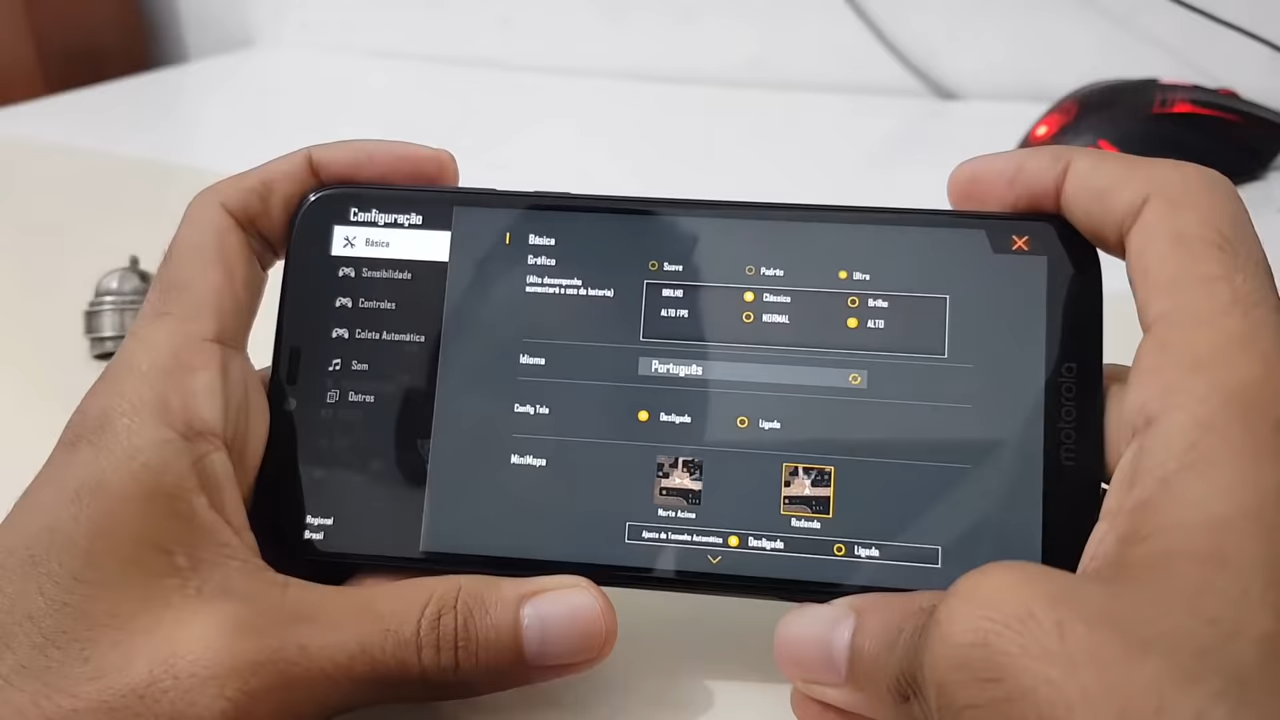 Configuração
Básica
Sensibilidade
Controles
Coleta Automática
Som
Outros
Regional
Brasil
Básica
Gráfico
(Alto desempenho
aumentará o uso da bateria)
Suave
Padrão
Ultra
BRILHO
Clássico
Brilho
ALTO FPS
NORMAL
ALTO
Idioma
Português
Config Tela
Desligado
Ligado
MiniMapa
Norte Acima
Rodando
Ajuste de Tamanho Automático
Desligado
Ligado
motorola